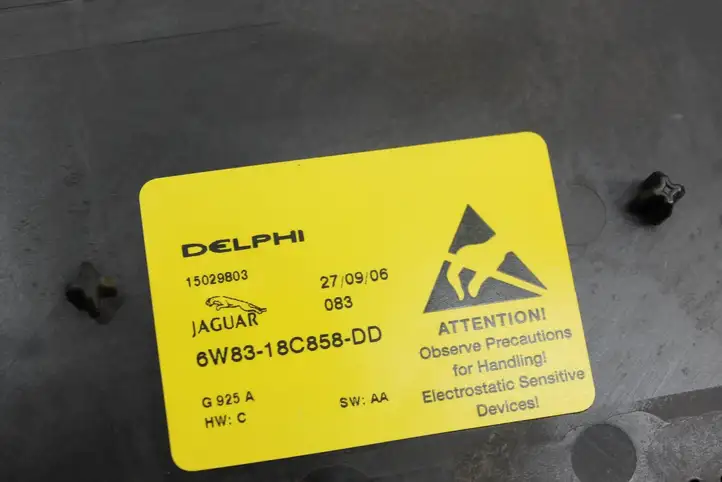 DELPHI
15029803
27/09/06
083
JAGUAR
6W83-18C858-DD
G 925 A
HW: C
SW: AA
ATTENTION!
Observe Precautions
for Handling!
Electrostatic Sensitive
Devices!